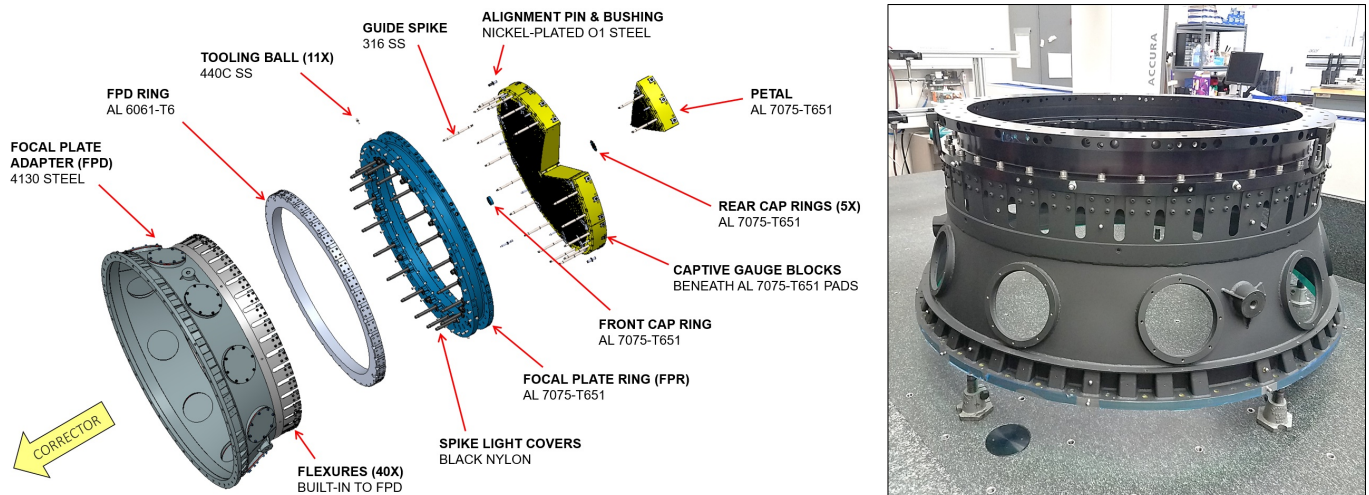 ALIGNMENT PIN & BUSHING
NICKEL-PLATED O1 STEEL
GUIDE SPIKE
316 SS
TOOLING BALL (11X)
440C SS
FPD RING
AL 6061-T6
FOCAL PLATE
ADAPTER (FPD)
4130 STEEL
PETAL
AL 7075-T651
REAR CAP RINGS (5X)
AL 7075-T651
CAPTIVE GAUGE BLOCKS
BENEATH AL 7075-T651 PADS
FRONT CAP RING
AL 7075-T651
FOCAL PLATE RING (FPR)
AL 7075-T651
SPIKE LIGHT COVERS
BLACK NYLON
FLEXURES (40X)
BUILT-IN TO FPD
CORRECTOR
ACCURA